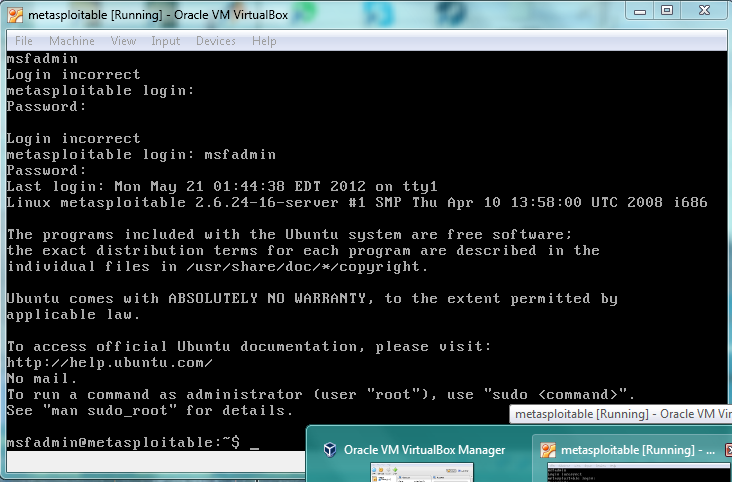 metasploitable [Running] - Oracle VM VirtualBox
File Machine View Input Devices Help
msfadmin
Login incorrect
metasploitable login:
Password:
Login incorrect
metasploitable login: msfadmin
Password:
Last login: Mon May 21 01:44:38 EDT 2012 on tty1
Linux metasploitable 2.6.24-16-server #1 SMP Thu Apr 10 13:58:00 UTC 2008 i686
The programs included with the Ubuntu system are free software;
the exact distribution terms for each program are described in the
individual files in /usr/share/doc/*/copyright.
Ubuntu comes with ABSOLUTELY NO WARRANTY, to the extent permitted by
applicable law.
To access official Ubuntu documentation, please visit:
http://help.ubuntu.com/
No mail.
To run a command as administrator (user "root"), use "sudo <command>".
See "man sudo_root" for details.
metasploitable [Running] - Oracle VM Vir
msfadmin@metasploitable:~$ _
Oracle VM VirtualBox Manager
metasploitable [Running] - ...